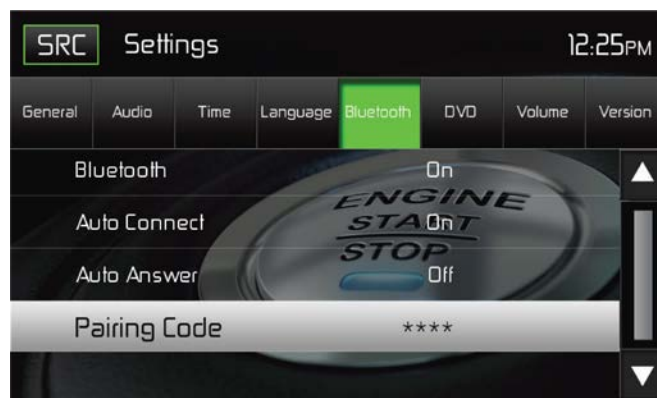 SRC Settings 12:25PM
General Audio Time Language Bluetooth DVD Volume Version
Bluetooth On
Auto Connect On
Auto Answer Off
Pairing Code ****
ENGINE
START
STOP